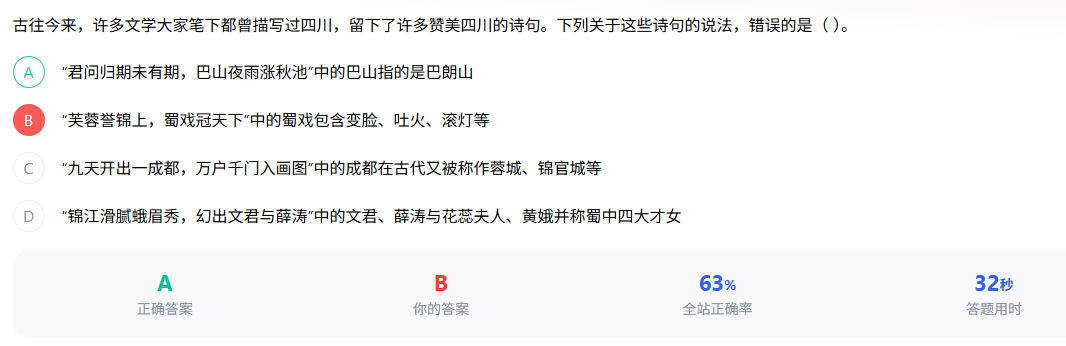 古往今来，许多文学大家笔下都曾描写过四川，留下了许多赞美四川的诗句。下列关于这些诗句的说法，错误的是（ ）。
A “君问归期未有期，巴山夜雨涨秋池”中的巴山指的是巴朗山
B “芙蓉誉锦上，蜀戏冠天下”中的蜀戏包含变脸、吐火、滚灯等
C “九天开出一成都，万户千门入画图”中的成都在古代又被称作蓉城、锦官城等
D “锦江滑腻蛾眉秀，幻出文君与薛涛”中的文君、薛涛与花蕊夫人、黄娥并称蜀中四大才女
A B 63% 32秒
正确答案 你的答案 全站正确率 答题用时